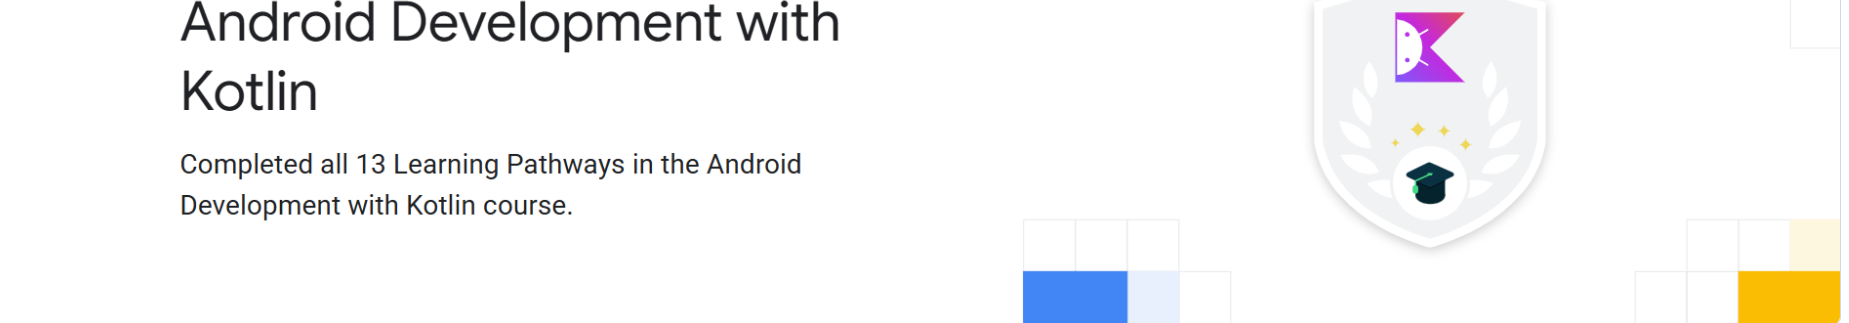 Android Development with
Kotlin
Completed all 13 Learning Pathways in the Android
Development with Kotlin course.